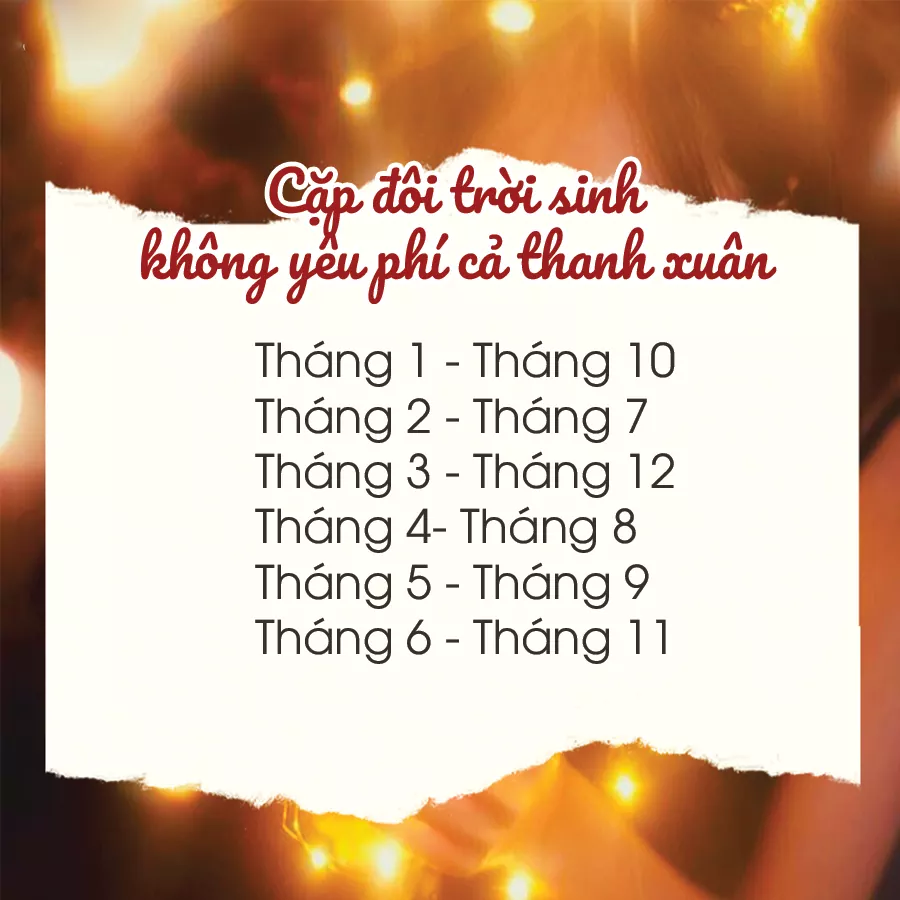 Cặp đôi trời sinh
không yêu phí cả thanh xuân
Tháng 1 - Tháng 10
Tháng 2 - Tháng 7
Tháng 3 - Tháng 12
Tháng 4- Tháng 8
Tháng 5 - Tháng 9
Tháng 6 - Tháng 11